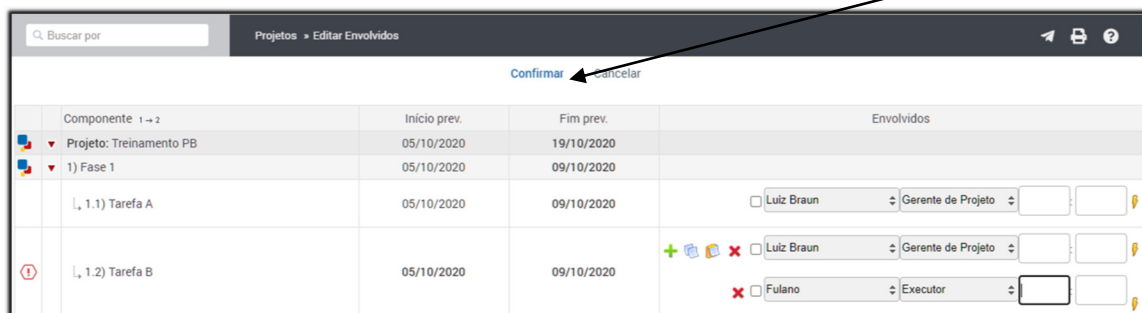 Buscar por
Projetos » Editar Envolvidos
Confirmar Cancelar
Componente 1→2 Início prev. Fim prev. Envolvidos
Projeto: Treinamento PB 05/10/2020 19/10/2020
1) Fase 1 05/10/2020 09/10/2020
1.1) Tarefa A 05/10/2020 09/10/2020 Luiz Braun Gerente de Projeto :
1.2) Tarefa B 05/10/2020 09/10/2020 Luiz Braun Gerente de Projeto :
Fulano Executor :